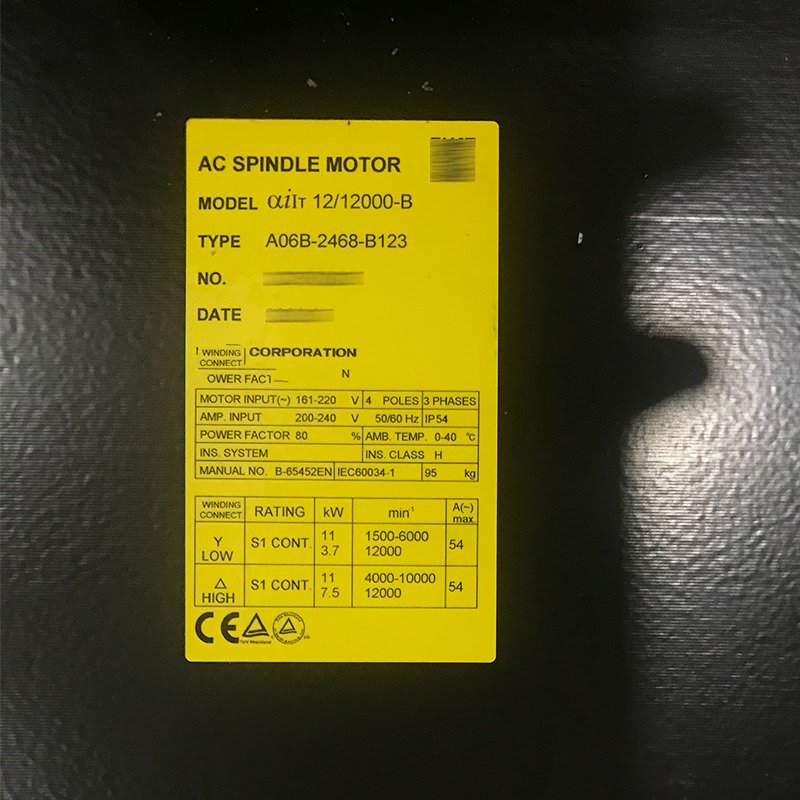 AC SPINDLE MOTOR
MODEL αiIT 12/12000-B
TYPE A06B-2468-B123
NO.
DATE
WINDING CONNECT CORPORATION
OWER FACT N
MOTOR INPUT(~) 161-220 V 4 POLES 3 PHASES
AMP. INPUT 200-240 V 50/60 Hz IP54
POWER FACTOR 80 % AMB. TEMP. 0-40 °C
INS. SYSTEM INS. CLASS H
MANUAL NO. B-65452EN IEC60034-1 95 kg
WINDING CONNECT. RATING kW min⁻¹ A(~) max.
Y LOW S1 CONT. 11 1500-6000 54
3.7 12000
△ HIGH S1 CONT. 11 4000-10000 54
7.5 12000
CE